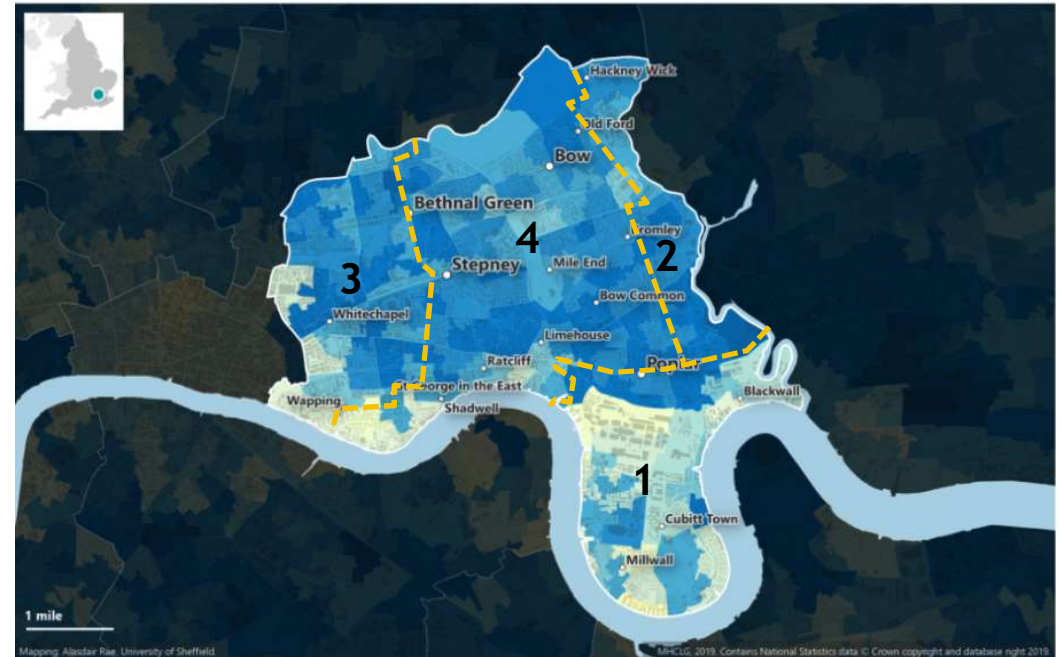 Hackney Wick
Old Ford
Bow
Bethnal Green
4
Bromley
2
Stepney
Mile End
3
Bow Common
Whitechapel
Limehouse
Ratcliff
Poplar
St George in the East
Blackwall
Wapping
Shadwell
1
Cubitt Town
Millwall
1 mile
Mapping: Alasdair Rae, University of Sheffield.
MHCLG, 2019. Contains National Statistics data © Crown copyright and database right 2019.